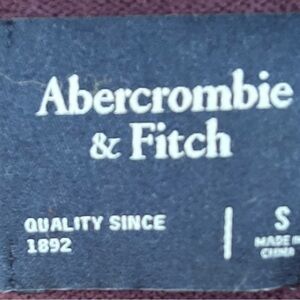 Abercrombie
& Fitch
QUALITY SINCE
1892
S
MADE IN
CHINA